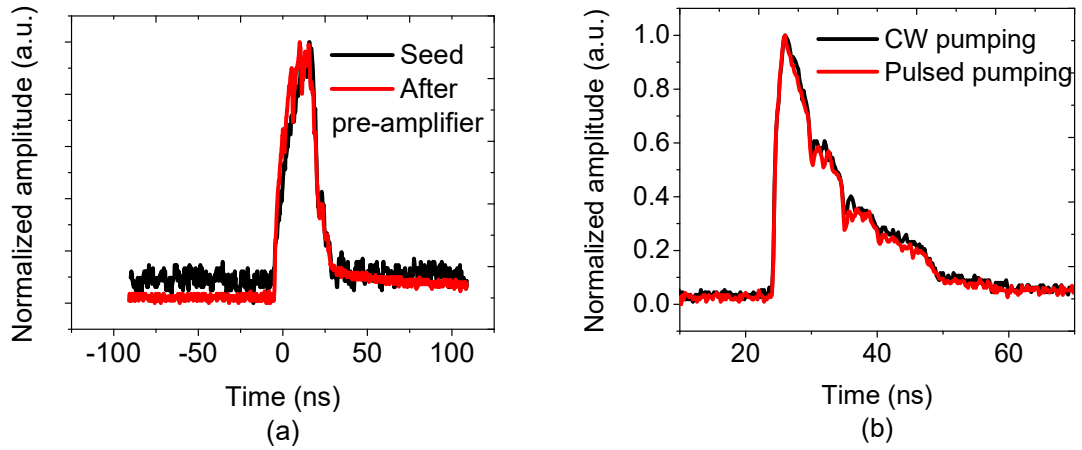 Normalized amplitude (a.u.)
Seed
After
pre-amplifier
-100
-50
0
50
100
Time (ns)
(a)
Normalized amplitude (a.u.)
1.0
0.8
0.6
0.4
0.2
0.0
CW pumping
Pulsed pumping
20
40
60
Time (ns)
(b)